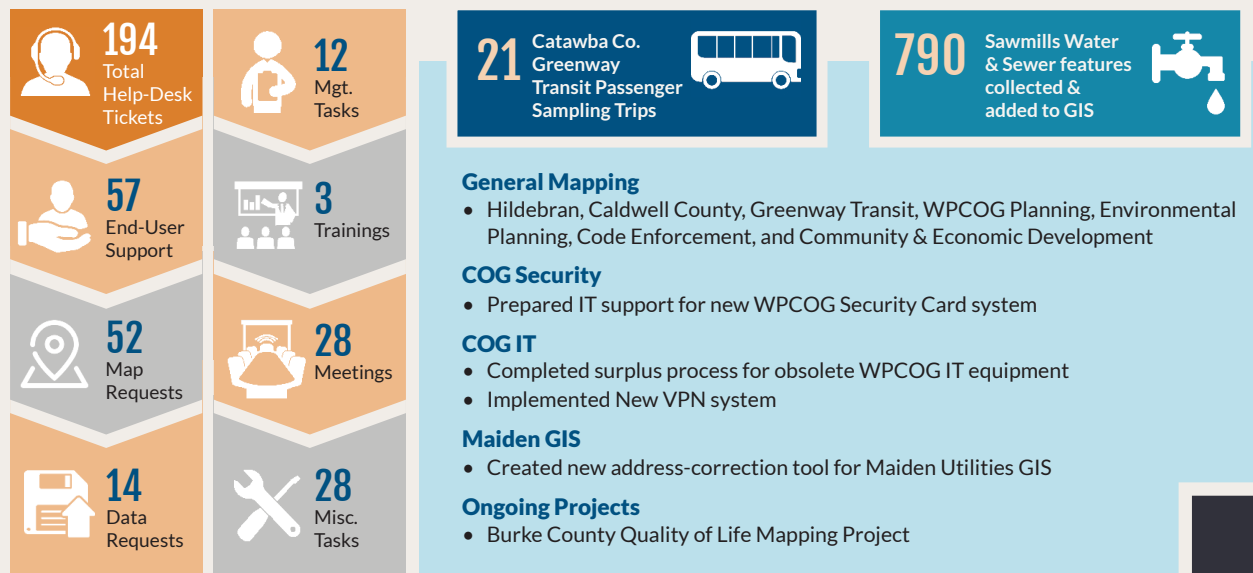 194
Total
Help-Desk
Tickets
57
End-User
Support
52
Map
Requests
14
Data
Requests
12
Mgt.
Tasks
3
Trainings
28
Meetings
28
Misc.
Tasks
21
Catawba Co.
Greenway
Transit Passenger
Sampling Trips
790
Sawmills Water
& Sewer features
collected &
added to GIS
General Mapping
• Hildebran, Caldwell County, Greenway Transit, WPCOG Planning, Environmental
Planning, Code Enforcement, and Community & Economic Development
COG Security
• Prepared IT support for new WPCOG Security Card system
COG IT
• Completed surplus process for obsolete WPCOG IT equipment
• Implemented New VPN system
Maiden GIS
• Created new address-correction tool for Maiden Utilities GIS
Ongoing Projects
• Burke County Quality of Life Mapping Project